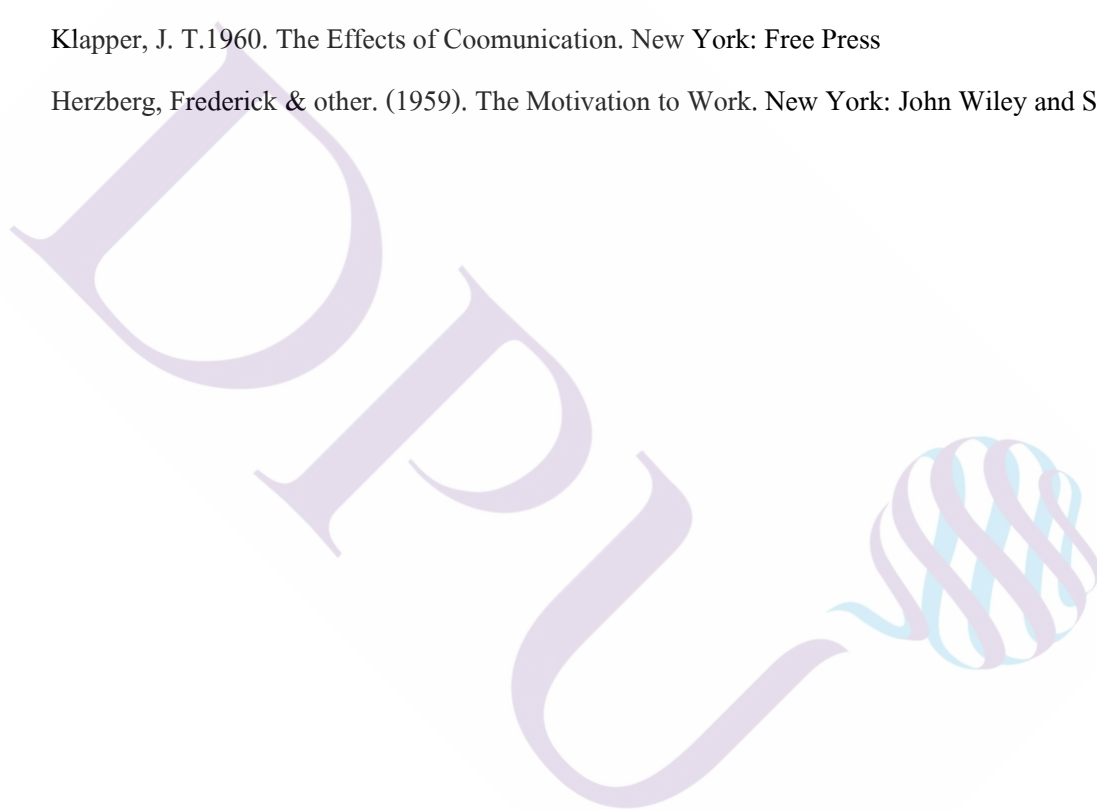 Klapper, J. T.1960. The Effects of Coomunication. New York: Free Press
Herzberg, Frederick & other. (1959). The Motivation to Work. New York: John Wiley and S
DPU